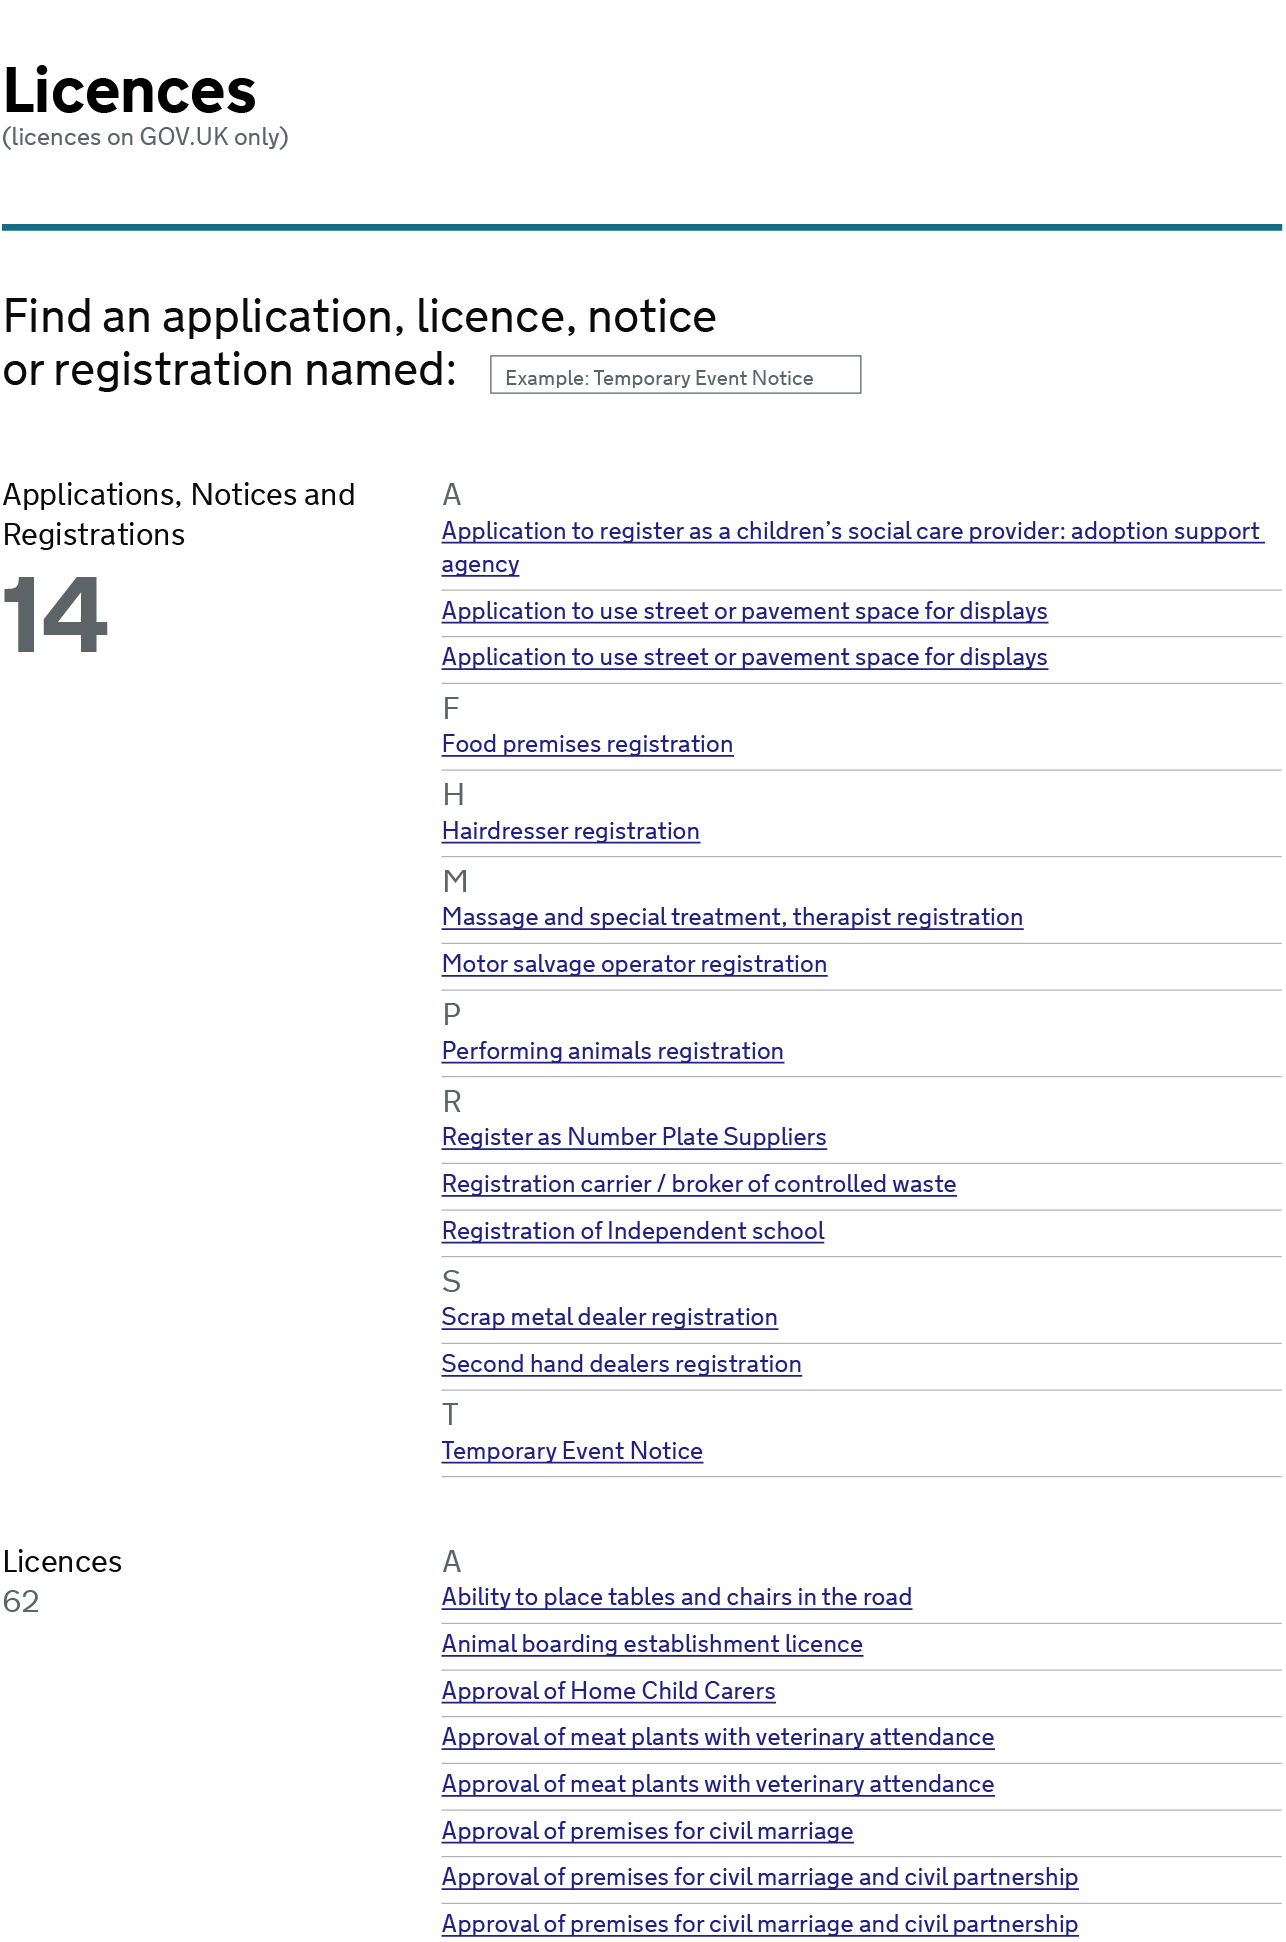 Licences
(licences on GOV.UK only)
Find an application, licence, notice
or registration named:
Example: Temporary Event Notice
Applications, Notices and
Registrations
14
A
Application to register as a children’s social care provider: adoption support
agency
Application to use street or pavement space for displays
Application to use street or pavement space for displays
F
Food premises registration
H
Hairdresser registration
M
Massage and special treatment, therapist registration
Motor salvage operator registration
P
Performing animals registration
R
Register as Number Plate Suppliers
Registration carrier / broker of controlled waste
Registration of Independent school
S
Scrap metal dealer registration
Second hand dealers registration
T
Temporary Event Notice
Licences
62
A
Ability to place tables and chairs in the road
Animal boarding establishment licence
Approval of Home Child Carers
Approval of meat plants with veterinary attendance
Approval of meat plants with veterinary attendance
Approval of premises for civil marriage
Approval of premises for civil marriage and civil partnership
Approval of premises for civil marriage and civil partnership